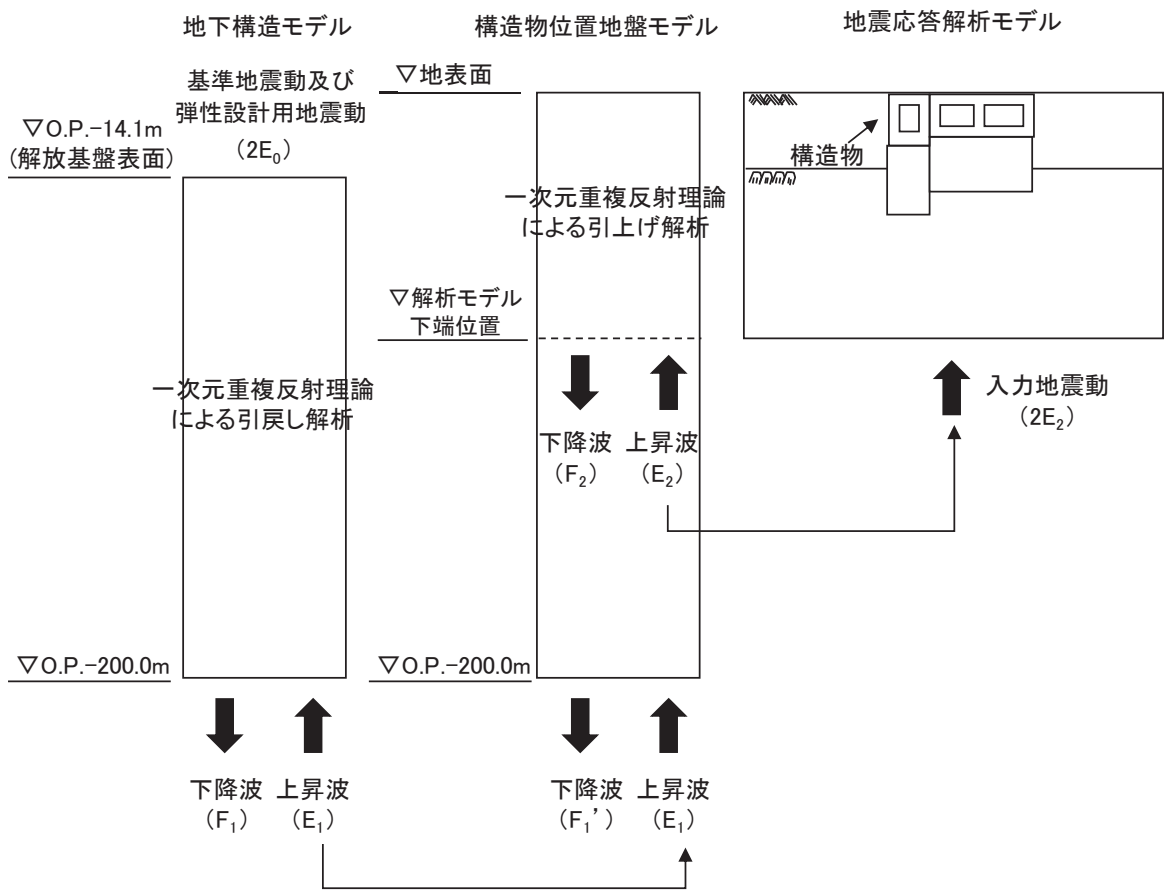 地下構造モデル
基準地震動及び
弾性設計用地震動
(2E₀)
▽O.P.-14.1m
(解放基盤表面)
一次元重複反射理論
による引戻し解析
▽O.P.-200.0m
下降波 上昇波
(F₁) (E₁)
構造物位置地盤モデル
▽地表面
一次元重複反射理論
による引上げ解析
▽解析モデル
下端位置
下降波 上昇波
(F₂) (E₂)
▽O.P.-200.0m
下降波 上昇波
(F₁') (E₁)
地震応答解析モデル
構造物
入力地震動
(2E₂)